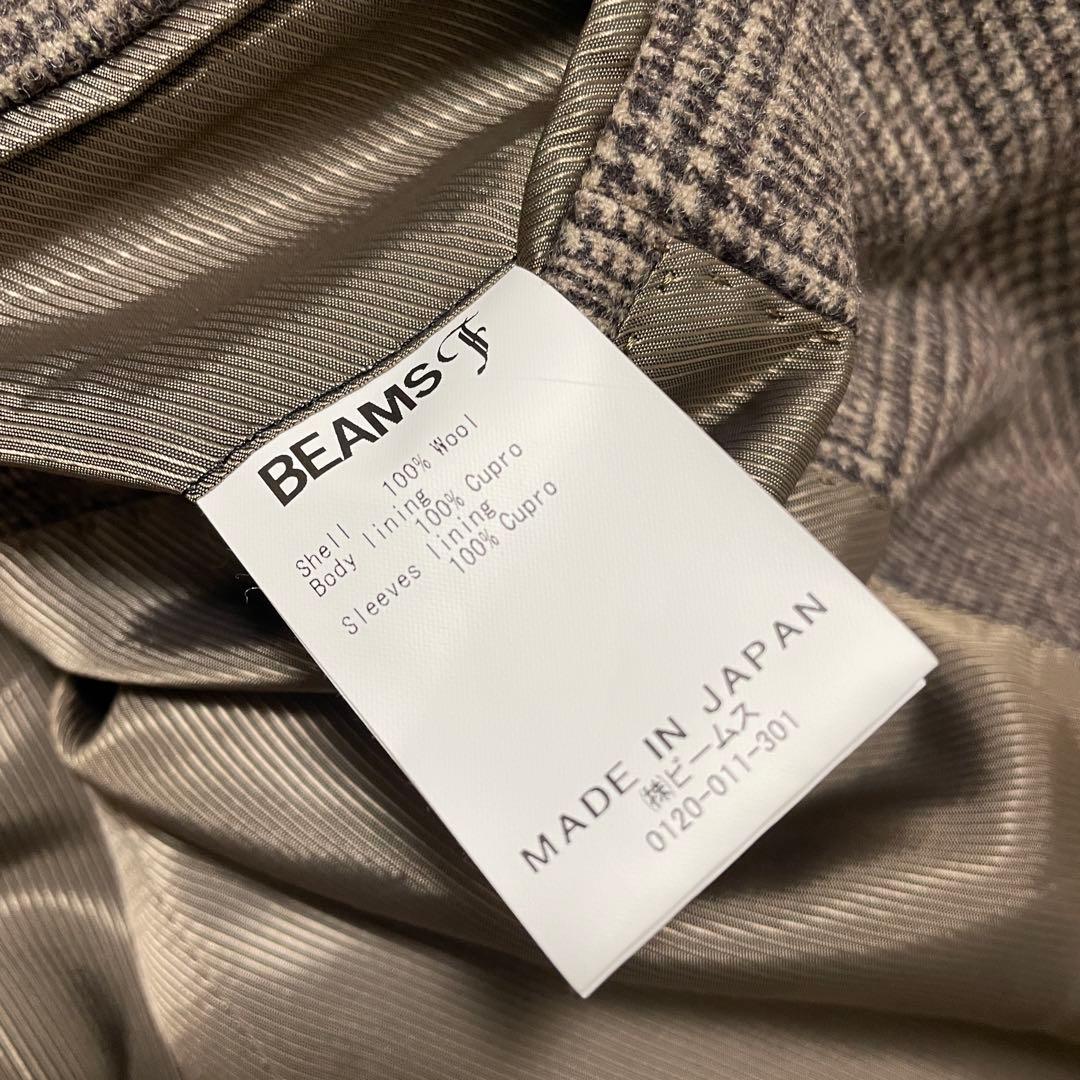 BEAMS F
Shell 100% Wool
Body lining
100% Cupro
Sleeves lining
100% Cupro
MADE IN JAPAN
㈱ビームス
0120-011-301